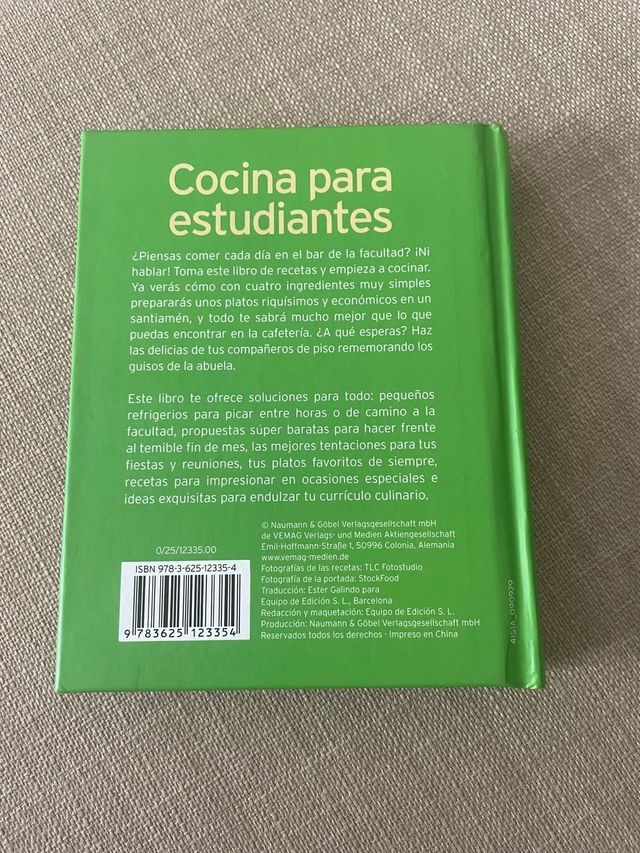 Cocina para
estudiantes
¿Piensas comer cada día en el bar de la facultad? ¡Ni
hablar! Toma este libro de recetas y empieza a cocinar.
Ya verás cómo con cuatro ingredientes muy simples
prepararás unos platos riquísimos y económicos en un
santiamén, y todo te sabrá mucho mejor que lo que
puedas encontrar en la cafetería. ¿A qué esperas? Haz
las delicias de tus compañeros de piso rememorando los
guisos de la abuela.
Este libro te ofrece soluciones para todo: pequeños
refrigerios para picar entre horas o de camino a la
facultad, propuestas súper baratas para hacer frente
al temible fin de mes, las mejores tentaciones para tus
fiestas y reuniones, tus platos favoritos de siempre,
recetas para impresionar en ocasiones especiales e
ideas exquisitas para endulzar tu currículo culinario.
© Naumann & Göbel Verlagsgesellschaft mbH
de VEMAG Verlags- und Medien Aktiengesellschaft
Emil-Hoffmann-Straße 1, 50996 Colonia, Alemania
www.vemag-medien.de
Fotografías de las recetas: TLC Fotostudio
Fotografía de la portada: StockFood
Traducción: Ester Galindo para
Equipo de Edición S. L., Barcelona
Redacción y maquetación: Equipo de Edición S. L.
Producción: Naumann & Göbel Verlagsgesellschaft mbH
Reservados todos los derechos · Impreso en China
0/25/12335.00
ISBN 978-3-625-12335-4
9 783625 123354
4151A_090929